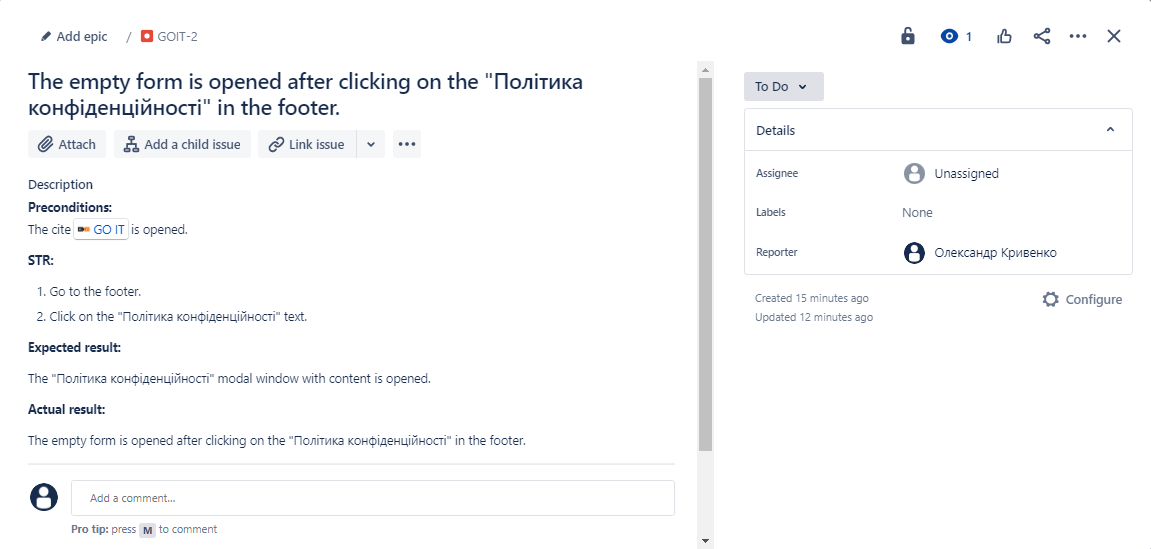 Add epic / GOIT-2
1
The empty form is opened after clicking on the "Політика
конфіденційності" in the footer.
Attach
Add a child issue
Link issue
Description
Preconditions:
The cite GO IT is opened.
STR:
1. Go to the footer.
2. Click on the "Політика конфіденційності" text.
Expected result:
The "Політика конфіденційності" modal window with content is opened.
Actual result:
The empty form is opened after clicking on the "Політика конфіденційності" in the footer.
Add a comment...
Pro tip: press M to comment
To Do
Details
Assignee Unassigned
Labels None
Reporter Олександр Кривенко
Created 15 minutes ago
Configure
Updated 12 minutes ago